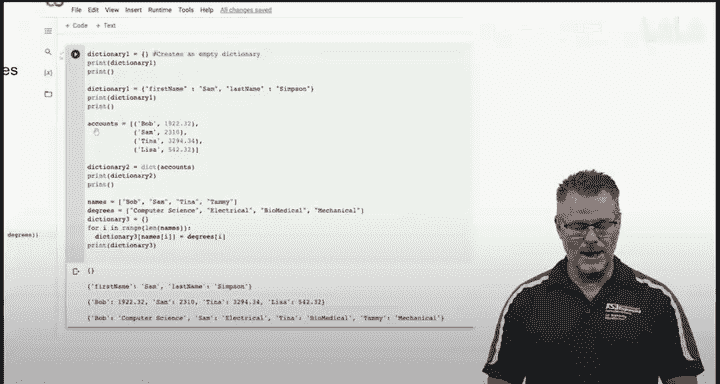 File Edit View Insert Runtime Tools Help All changes saved
+ Code + Text
es
dictionary1 = {} #Creates an empty dictionary
print(dictionary1)
print()
dictionary1 = {"firstName" : "Sam", "lastName" : "Simpson"}
print(dictionary1)
print()
accounts = [('Bob', 1922.32),
('Sam', 2310),
('Tina', 3294.34),
('Lisa', 542.32)]
dictionary2 = dict(accounts)
print(dictionary2)
print()
names = ["Bob", "Sam", "Tina", "Tammy"]
degrees = ["Computer Science", "Electrical", "BioMedical", "Mechanical"]
dictionary3 = {}
for i in range(len(names)):
dictionary3[names[i]] = degrees[i]
print(dictionary3)
degrees):
{}
{'firstName': 'Sam', 'lastName': 'Simpson'}
{'Bob': 1922.32, 'Sam': 2310, 'Tina': 3294.34, 'Lisa': 542.32}
{'Bob': 'Computer Science', 'Sam': 'Electrical', 'Tina': 'BioMedical', 'Tammy': 'Mechanical'}